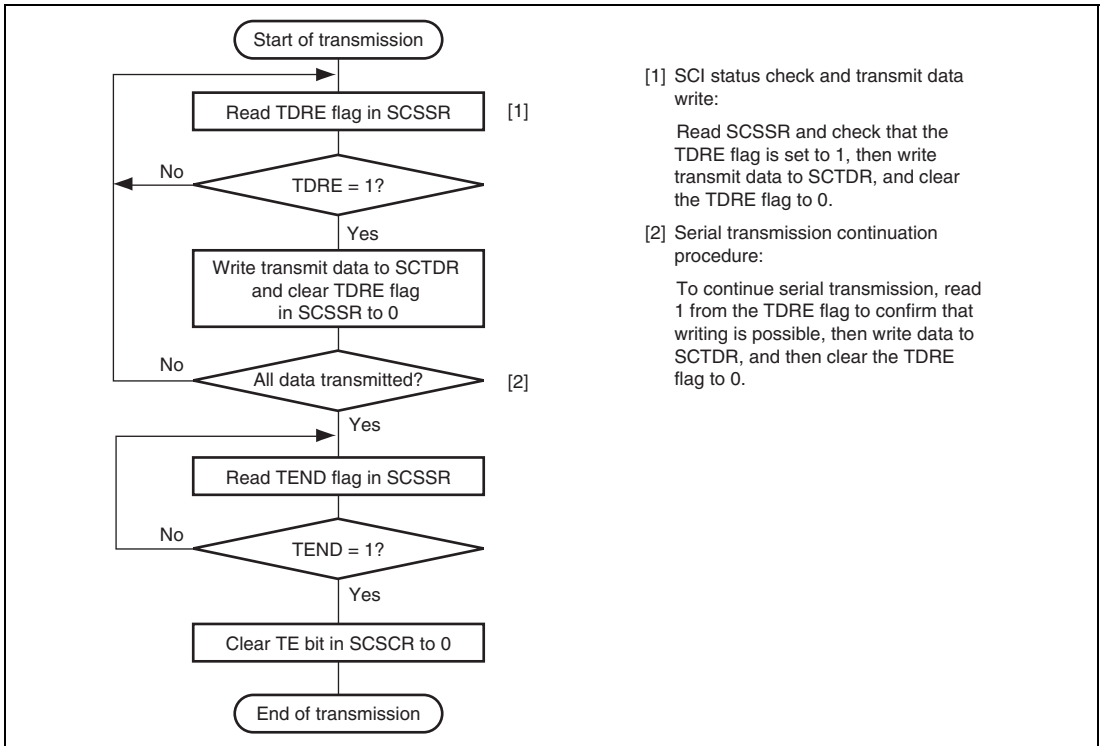 Start of transmission
Read TDRE flag in SCSSR
[1]
No
TDRE = 1?
Yes
Write transmit data to SCTDR
and clear TDRE flag
in SCSSR to 0
No
All data transmitted?
[2]
Yes
Read TEND flag in SCSSR
No
TEND = 1?
Yes
Clear TE bit in SCSCR to 0
End of transmission
[1] SCI status check and transmit data
write:
Read SCSSR and check that the
TDRE flag is set to 1, then write
transmit data to SCTDR, and clear
the TDRE flag to 0.
[2] Serial transmission continuation
procedure:
To continue serial transmission, read
1 from the TDRE flag to confirm that
writing is possible, then write data to
SCTDR, and then clear the TDRE
flag to 0.